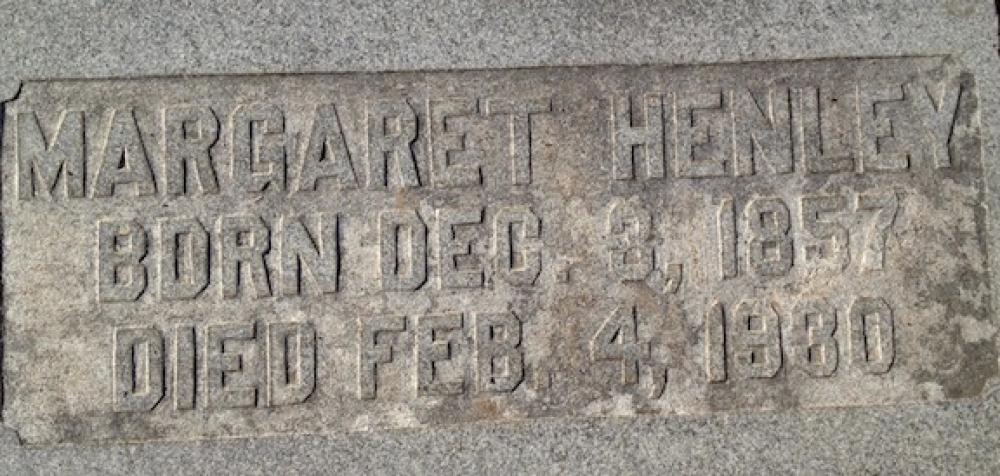 MARGARET HENLEY
BORN DEC. 3, 1857
DIED FEB. 4, 1930